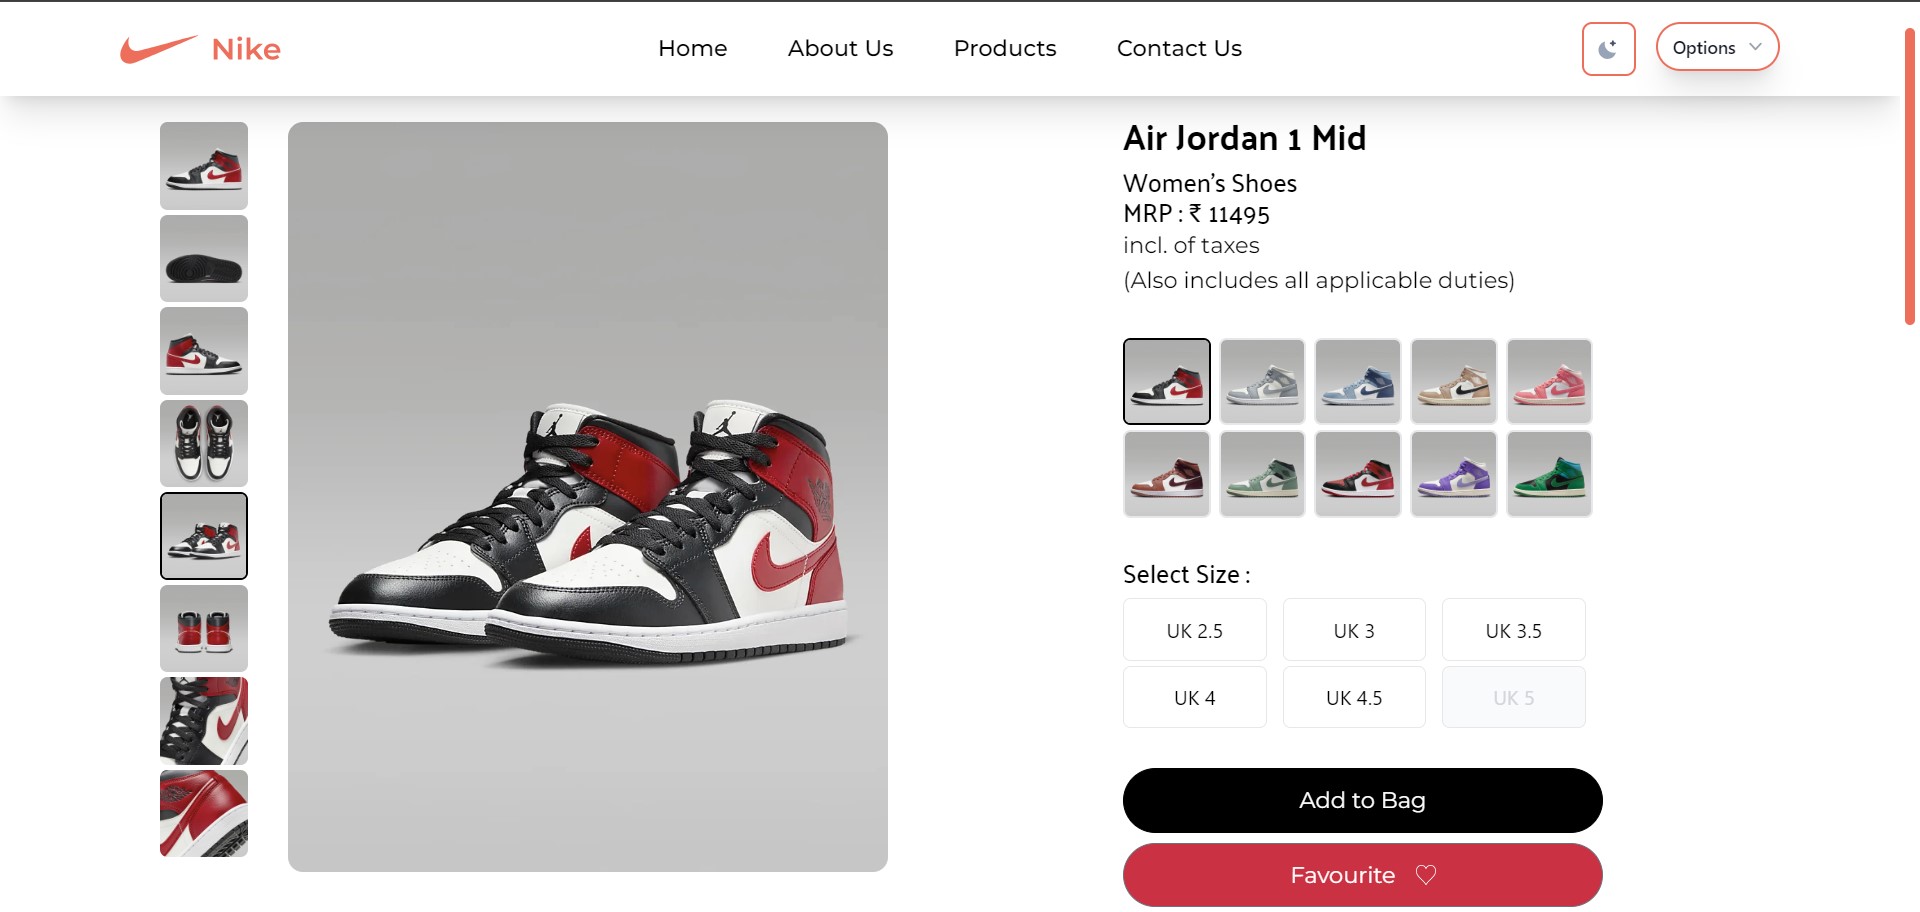 Nike
Home
About Us
Products
Contact Us
Options
Air Jordan 1 Mid
Women's Shoes
MRP : ₹ 11495
incl. of taxes
(Also includes all applicable duties)
Select Size :
UK 2.5
UK 3
UK 3.5
UK 4
UK 4.5
UK 5
Add to Bag
Favourite